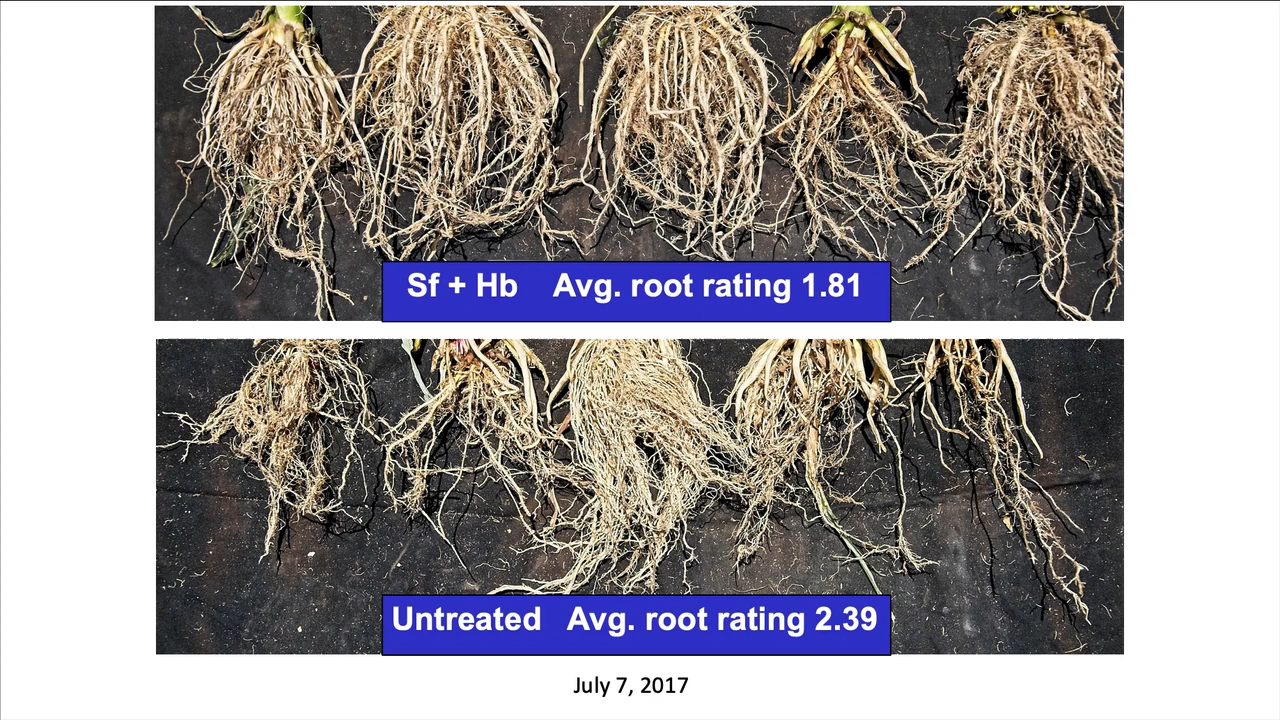 Sf + Hb Avg. root rating 1.81
Untreated Avg. root rating 2.39
July 7, 2017